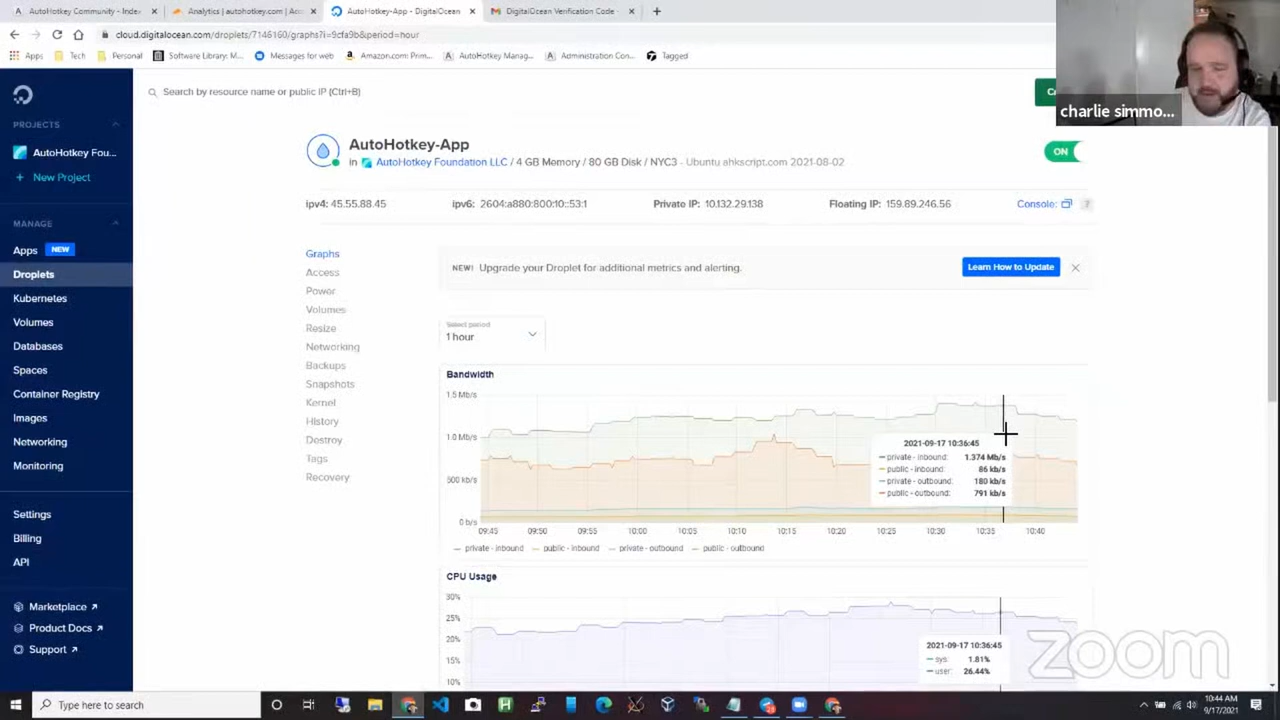 AutoHotkey Community - Index
Analytics | autohotkey.com | Acco
AutoHotkey-App - DigitalOcean
DigitalOcean Verification Code -
cloud.digitalocean.com/droplets/7146160/graphs?i=9cfa9b&period=hour
Apps Tech Personal Software Library: M... Messages for web Amazon.com: Prim... AutoHotkey Manag... Administration Con... Tagged
charlie simmo...
Search by resource name or public IP (Ctrl+B)
PROJECTS
AutoHotkey Fou...
+ New Project
MANAGE
Apps NEW
Droplets
Kubernetes
Volumes
Databases
Spaces
Container Registry
Images
Networking
Monitoring
Settings
Billing
API
Marketplace
Product Docs
Support
AutoHotkey-App
in AutoHotkey Foundation LLC / 4 GB Memory / 80 GB Disk / NYC3 - Ubuntu ahkscript.com 2021-08-02
ON
ipv4: 45.55.88.45 ipv6: 2604:a880:800:10::53:1 Private IP: 10.132.29.138 Floating IP: 159.89.246.56 Console: ?
Graphs
Access
Power
Volumes
Resize
Networking
Backups
Snapshots
Kernel
History
Destroy
Tags
Recovery
NEW! Upgrade your Droplet for additional metrics and alerting.
Learn How to Update
Select period
1 hour
Bandwidth
1.5 Mb/s
1.0 Mb/s
500 kb/s
0 b/s
2021-09-17 10:36:45
private - inbound: 1.374 Mb/s
public - inbound: 86 kb/s
private - outbound: 180 kb/s
public - outbound: 791 kb/s
09:45 09:50 09:55 10:00 10:05 10:10 10:15 10:20 10:25 10:30 10:35 10:40
private - inbound public - inbound private - outbound public - outbound
CPU Usage
30%
25%
20%
15%
10%
2021-09-17 10:36:45
sys: 1.81%
user: 26.44%
zoom
Type here to search
10:44 AM
9/17/2021